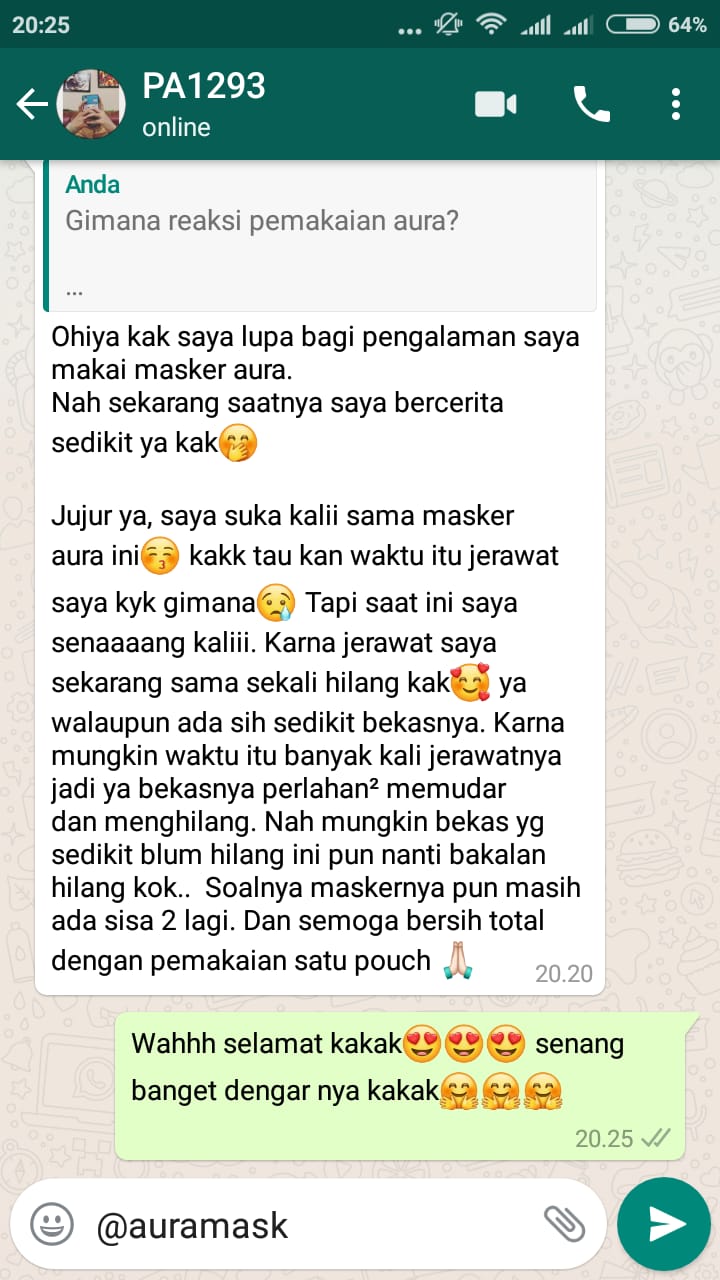 20:25
... 64%
PA1293
online
Anda
Gimana reaksi pemakaian aura?
...
Ohiya kak saya lupa bagi pengalaman saya
makai masker aura.
Nah sekarang saatnya saya bercerita
sedikit ya kak🤭
Jujur ya, saya suka kalii sama masker
aura ini😚 kakk tau kan waktu itu jerawat
saya kyk gimana😢 Tapi saat ini saya
senaaaang kaliii. Karna jerawat saya
sekarang sama sekali hilang kak🥰 ya
walaupun ada sih sedikit bekasnya. Karna
mungkin waktu itu banyak kali jerawatnya
jadi ya bekasnya perlahan² memudar
dan menghilang. Nah mungkin bekas yg
sedikit blum hilang ini pun nanti bakalan
hilang kok..  Soalnya maskernya pun masih
ada sisa 2 lagi. Dan semoga bersih total
dengan pemakaian satu pouch 🙏🏻
20.20
Wahhh selamat kakak😍😍😍 senang
banget dengar nya kakak🤗🤗🤗
20.25
@auramask